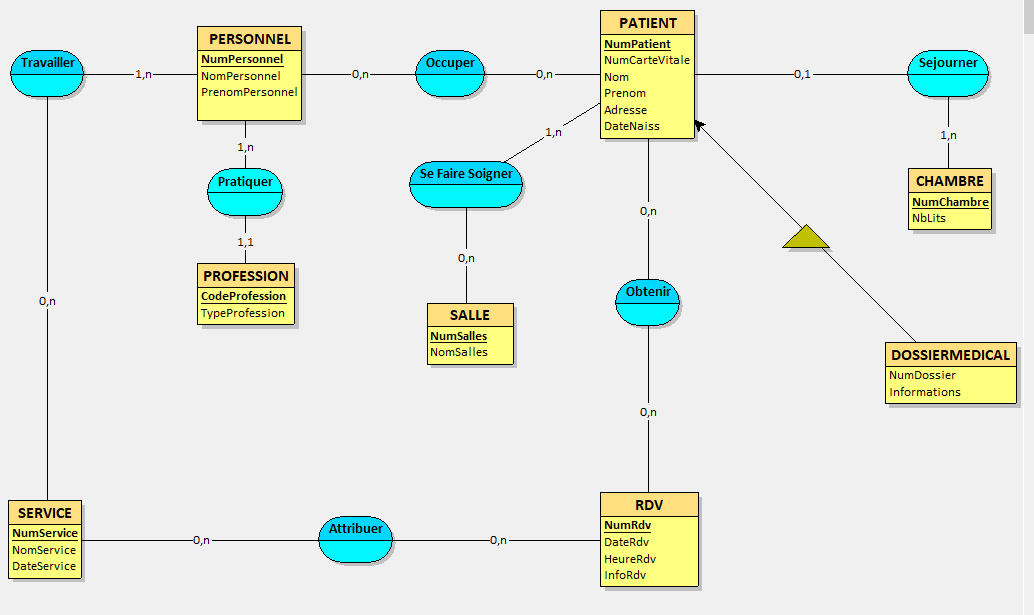 Travailler
1,n
PERSONNEL
NumPersonnel
NomPersonnel
PrenomPersonnel
0,n
Occuper
0,n
PATIENT
NumPatient
NumCarteVitale
Nom
Prenom
Adresse
DateNaiss
0,1
Sejourner
1,n
CHAMBRE
NumChambre
NbLits
1,n
Pratiquer
1,1
PROFESSION
CodeProfession
TypeProfession
1,n
Se Faire Soigner
0,n
SALLE
NumSalles
NomSalles
0,n
Obtenir
0,n
DOSSIERMEDICAL
NumDossier
Informations
0,n
SERVICE
NumService
NomService
DateService
0,n
Attribuer
0,n
RDV
NumRdv
DateRdv
HeureRdv
InfoRdv